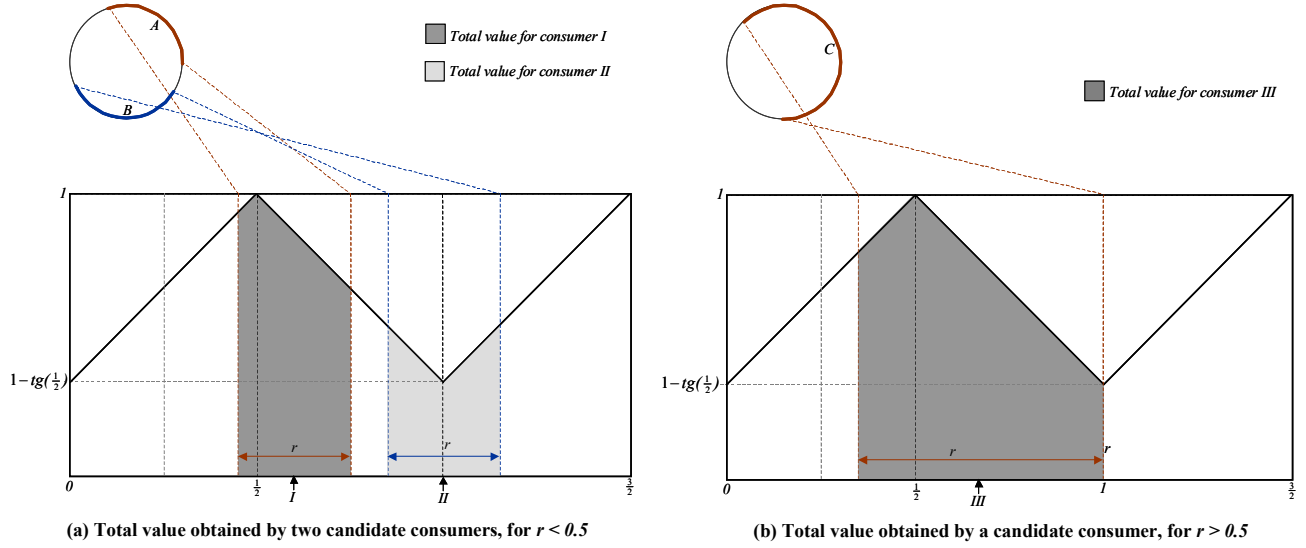 A
B
Total value for consumer I
Total value for consumer II
1
1 − tg(½)
r
r
0
½
I
II
3/2
(a) Total value obtained by two candidate consumers, for r < 0.5
C
Total value for consumer III
1
1 − tg(½)
r
r
0
½
III
1
3/2
(b) Total value obtained by a candidate consumer, for r > 0.5